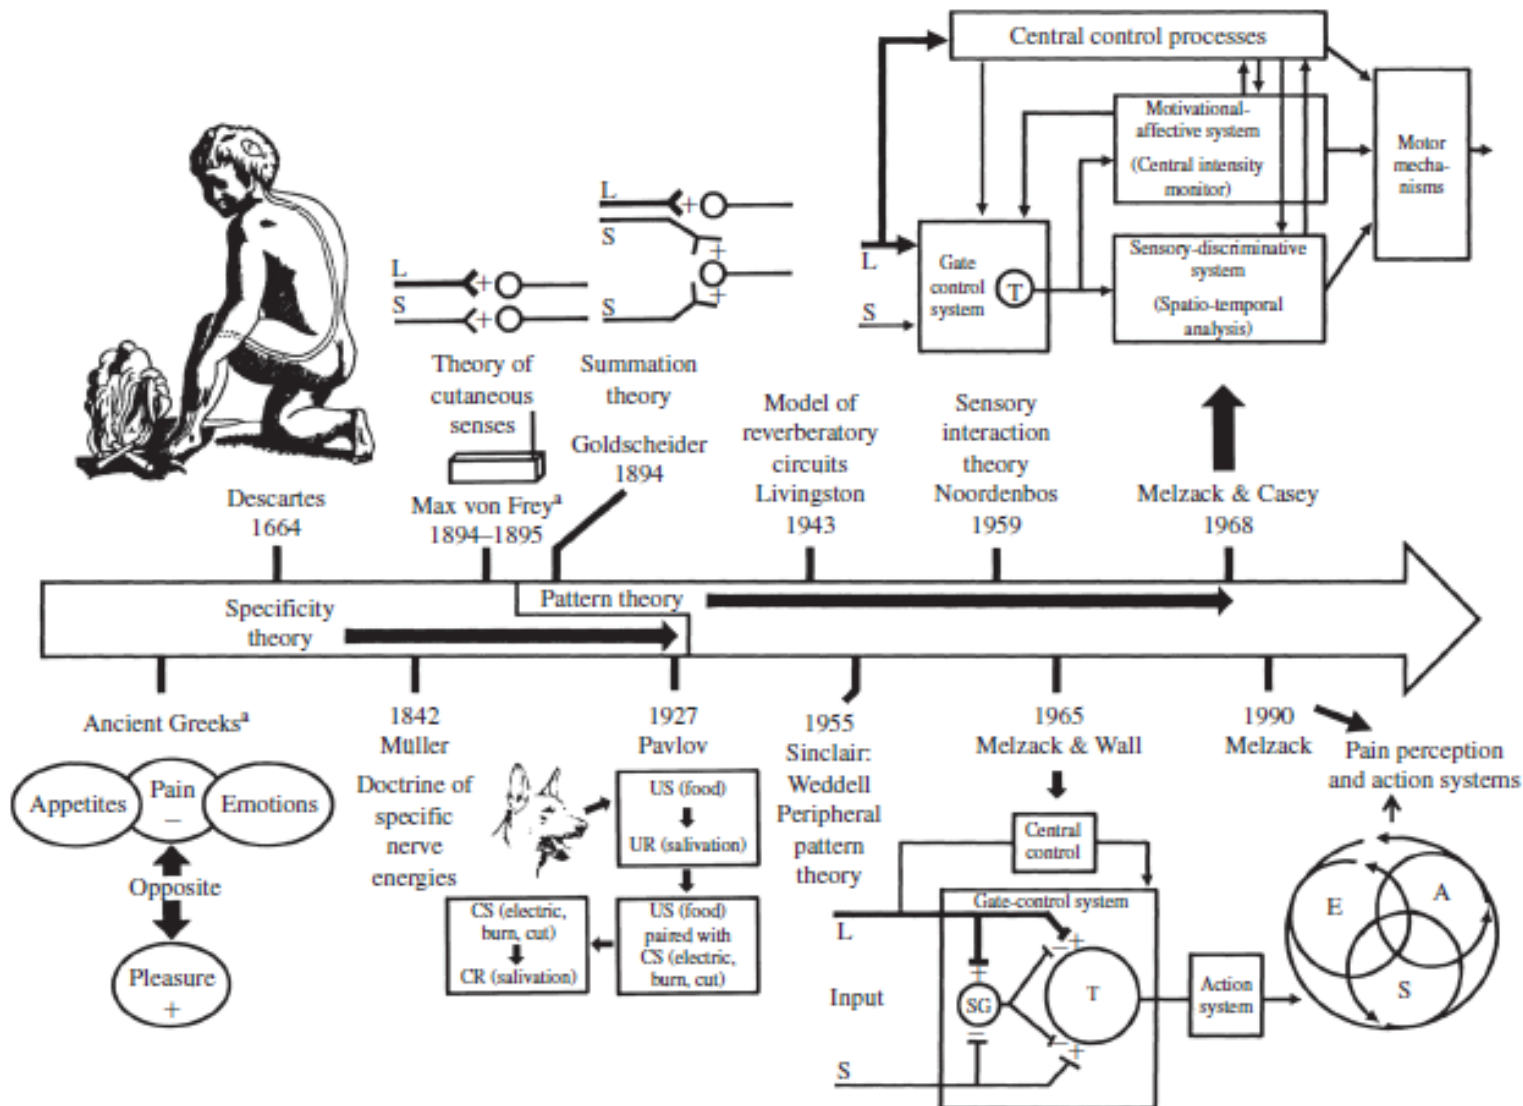 Central control processes
Motivational-
affective system
(Central intensity
monitor)
Motor
mecha-
nisms
L
S
Gate
control
system
T
Sensory-discriminative
system
(Spatio-temporal
analysis)
L
+
S
+
S
+
L
+
S
+
Theory of
cutaneous
senses
Summation
theory
Descartes
1664
Max von Freyª
1894–1895
Goldscheider
1894
Model of
reverberatory
circuits
Livingston
1943
Sensory
interaction
theory
Noordenbos
1959
Melzack & Casey
1968
Specificity
theory
Pattern theory
Ancient Greeksª
Appetites
Pain
–
Emotions
Opposite
Pleasure
+
1842
Müller
Doctrine of
specific
nerve
energies
1927
Pavlov
US (food)
UR (salivation)
US (food)
paired with
CS (electric,
burn, cut)
CS (electric,
burn, cut)
CR (salivation)
1955
Sinclair:
Weddell
Peripheral
pattern
theory
1965
Melzack & Wall
Central
control
Gate-control system
L
Input
S
+
SG
–
–
+
T
–
+
Action
system
1990
Melzack
Pain perception
and action systems
E
A
S